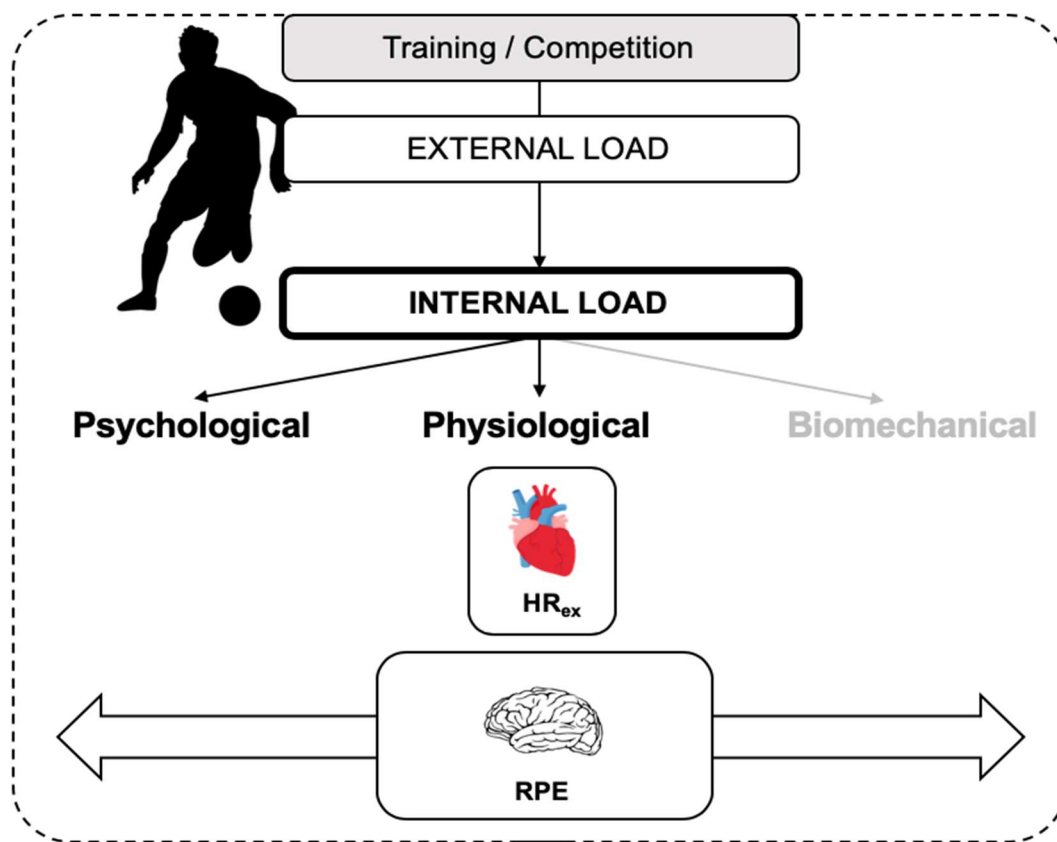 Training / Competition
EXTERNAL LOAD
INTERNAL LOAD
Psychological Physiological Biomechanical
HRex
RPE